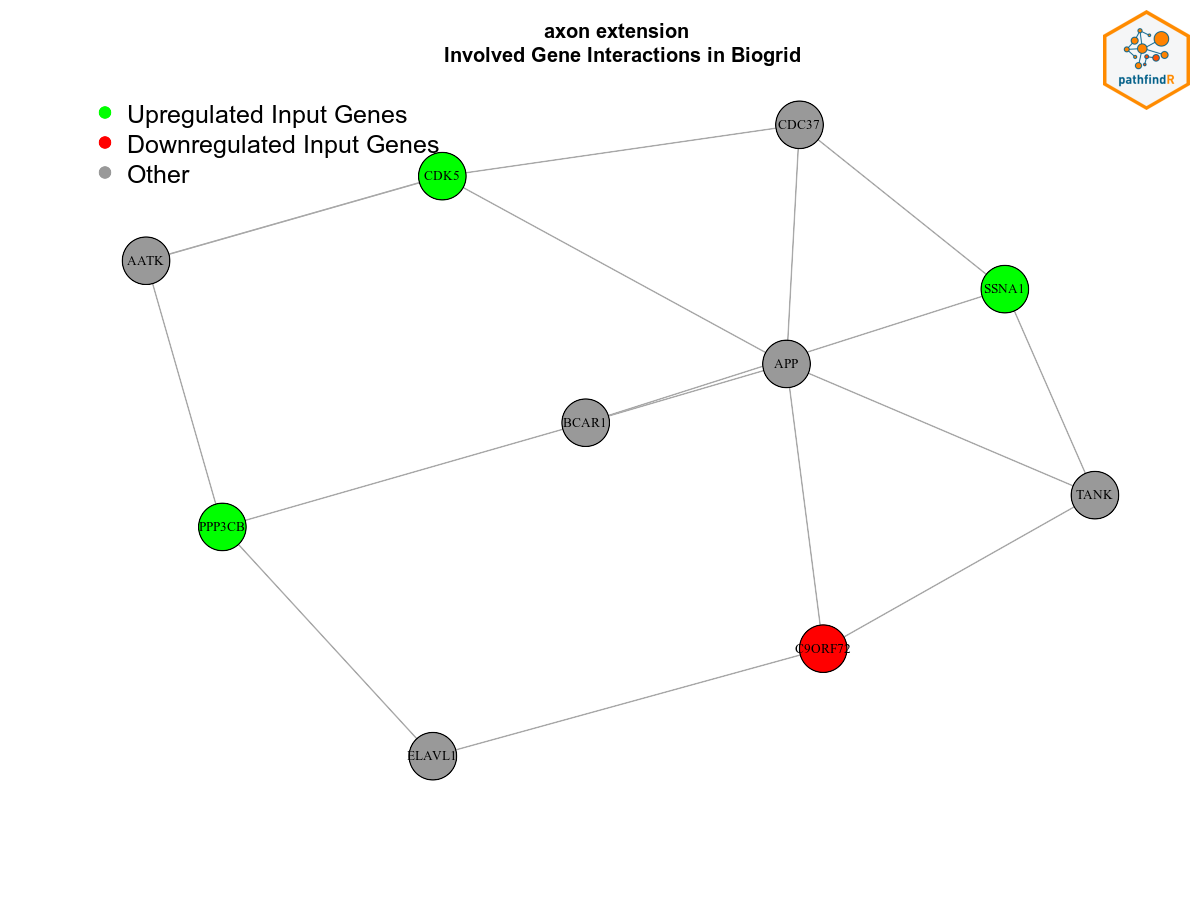 axon extension
Involved Gene Interactions in Biogrid
pathfindR
Upregulated Input Genes
Downregulated Input Genes
Other
CDC37
CDK5
AATK
SSNA1
APP
BCAR1
TANK
PPP3CB
C9ORF72
ELAVL1